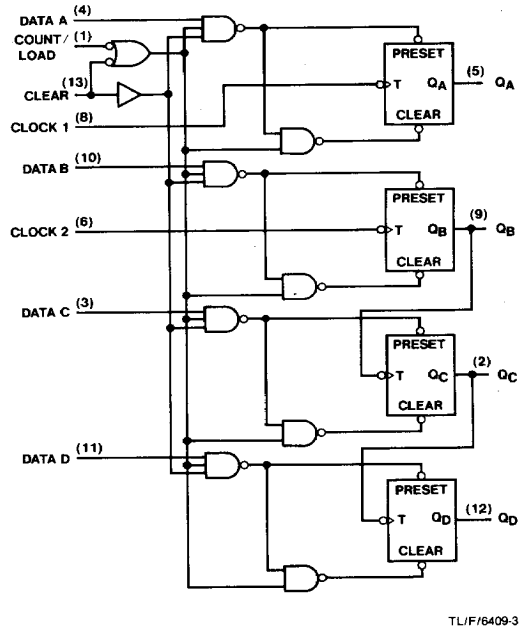 DATA A (4)
COUNT/ (1)
LOAD
CLEAR (13)
CLOCK 1 (8)
PRESET
T QA (5) QA
CLEAR
DATA B (10)
CLOCK 2 (6)
PRESET
T QB (9) QB
CLEAR
DATA C (3)
PRESET
T QC (2) QC
CLEAR
DATA D (11)
PRESET
T QD (12) QD
CLEAR
TL/F/6409-3